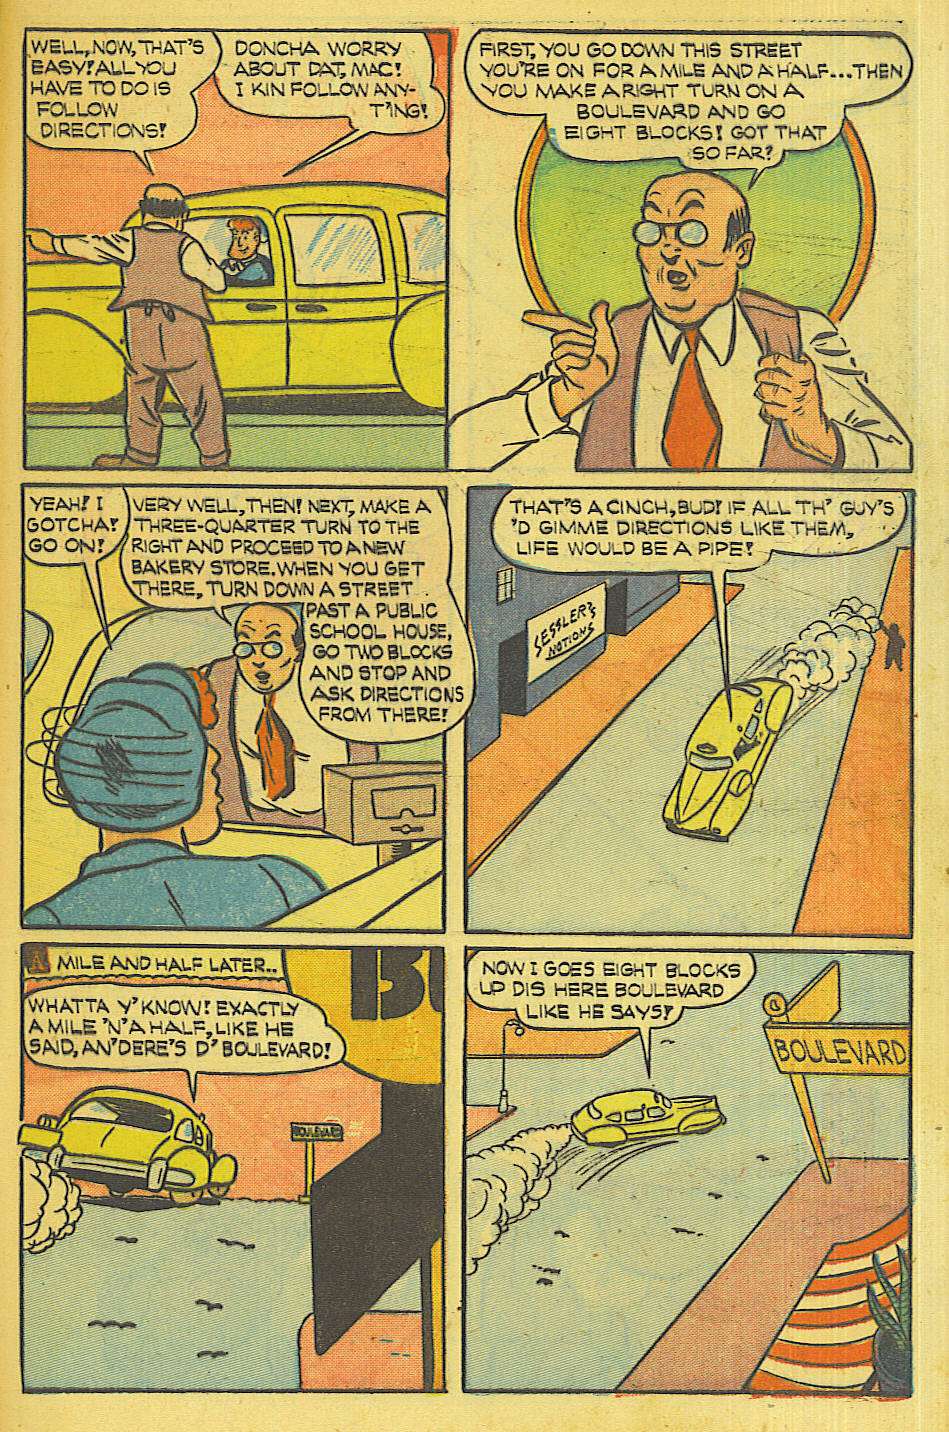 WELL, NOW, THAT'S
EASY! ALL YOU
HAVE TO DO IS
FOLLOW
DIRECTIONS!
DONCHA WORRY
ABOUT DAT, MAC!
I KIN FOLLOW ANY-
T'ING!
FIRST, YOU GO DOWN THIS STREET
YOU'RE ON FOR A MILE AND A HALF...THEN
YOU MAKE A RIGHT TURN ON A
BOULEVARD AND GO
EIGHT BLOCKS! GOT THAT
SO FAR?
YEAH! I
GOTCHA!
GO ON!
VERY WELL, THEN! NEXT, MAKE A
THREE-QUARTER TURN TO THE
RIGHT AND PROCEED TO A NEW
BAKERY STORE. WHEN YOU GET
THERE, TURN DOWN A STREET
PAST A PUBLIC
SCHOOL HOUSE,
GO TWO BLOCKS
AND STOP AND
ASK DIRECTIONS
FROM THERE!
THAT'S A CINCH, BUD! IF ALL TH' GUY'S
'D GIMME DIRECTIONS LIKE THEM,
LIFE WOULD BE A PIPE!
LESSLER'S
NOTIONS
A MILE AND HALF LATER..
WHATTA Y'KNOW! EXACTLY
A MILE 'N' A HALF, LIKE HE
SAID, AN' DERE'S D' BOULEVARD!
BOULEVARD
NOW I GOES EIGHT BLOCKS
UP DIS HERE BOULEVARD
LIKE HE SAYS!
BOULEVARD